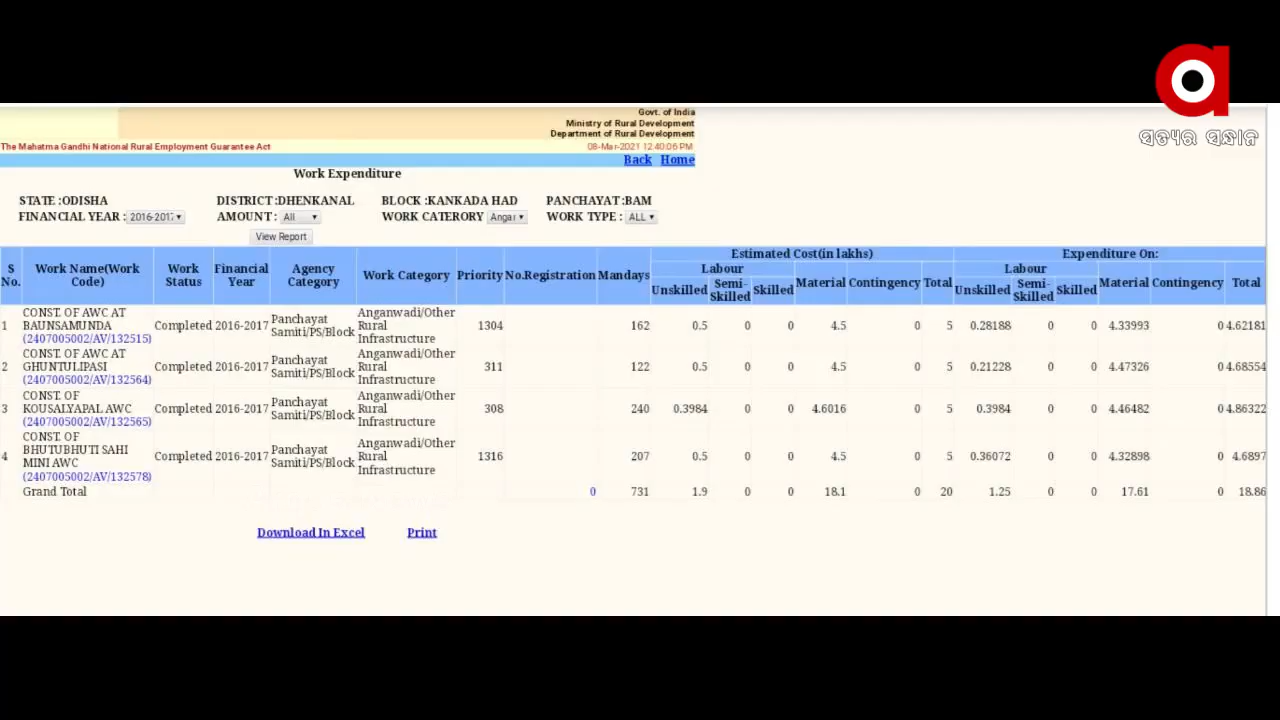 ସତ୍ୟର ସନ୍ଧାନ
Govt. of India
Ministry of Rural Development
Department of Rural Development
The Mahatma Gandhi National Rural Employment Guarantee Act 08-Mar-2021 12:40:06 PM
Back Home
Work Expenditure
STATE :ODISHA DISTRICT :DHENKANAL BLOCK :KANKADA HAD PANCHAYAT :BAM
FINANCIAL YEAR : 2016-2017 AMOUNT : All WORK CATERORY Angar WORK TYPE : ALL
View Report
S No. Work Name(Work Code) Work Status Financial Year Agency Category Work Category Priority No.Registration Mandays Estimated Cost(in lakhs) Expenditure On:
Labour Material Contingency Total Labour Material Contingency Total
Unskilled Semi-Skilled Skilled Unskilled Semi-Skilled Skilled
1 CONST. OF AWC AT BAUNSAMUNDA (2407005002/AV/132515) Completed 2016-2017 Panchayat Samiti/PS/Block Anganwadi/Other Rural Infrastructure 1304 162 0.5 0 0 4.5 0 5 0.28188 0 0 4.33993 0 4.62181
2 CONST. OF AWC AT GHUNTULIPASI (2407005002/AV/132564) Completed 2016-2017 Panchayat Samiti/PS/Block Anganwadi/Other Rural Infrastructure 311 122 0.5 0 0 4.5 0 5 0.21228 0 0 4.47326 0 4.68554
3 CONST. OF KOUSALYAPAL AWC (2407005002/AV/132565) Completed 2016-2017 Panchayat Samiti/PS/Block Anganwadi/Other Rural Infrastructure 308 240 0.3984 0 0 4.6016 0 5 0.3984 0 0 4.46482 0 4.86322
4 CONST. OF BHUTUBHUTI SAHI MINI AWC (2407005002/AV/132578) Completed 2016-2017 Panchayat Samiti/PS/Block Anganwadi/Other Rural Infrastructure 1316 207 0.5 0 0 4.5 0 5 0.36072 0 0 4.32898 0 4.6897
Grand Total 0 731 1.9 0 0 18.1 0 20 1.25 0 0 17.61 0 18.86
Download In Excel Print